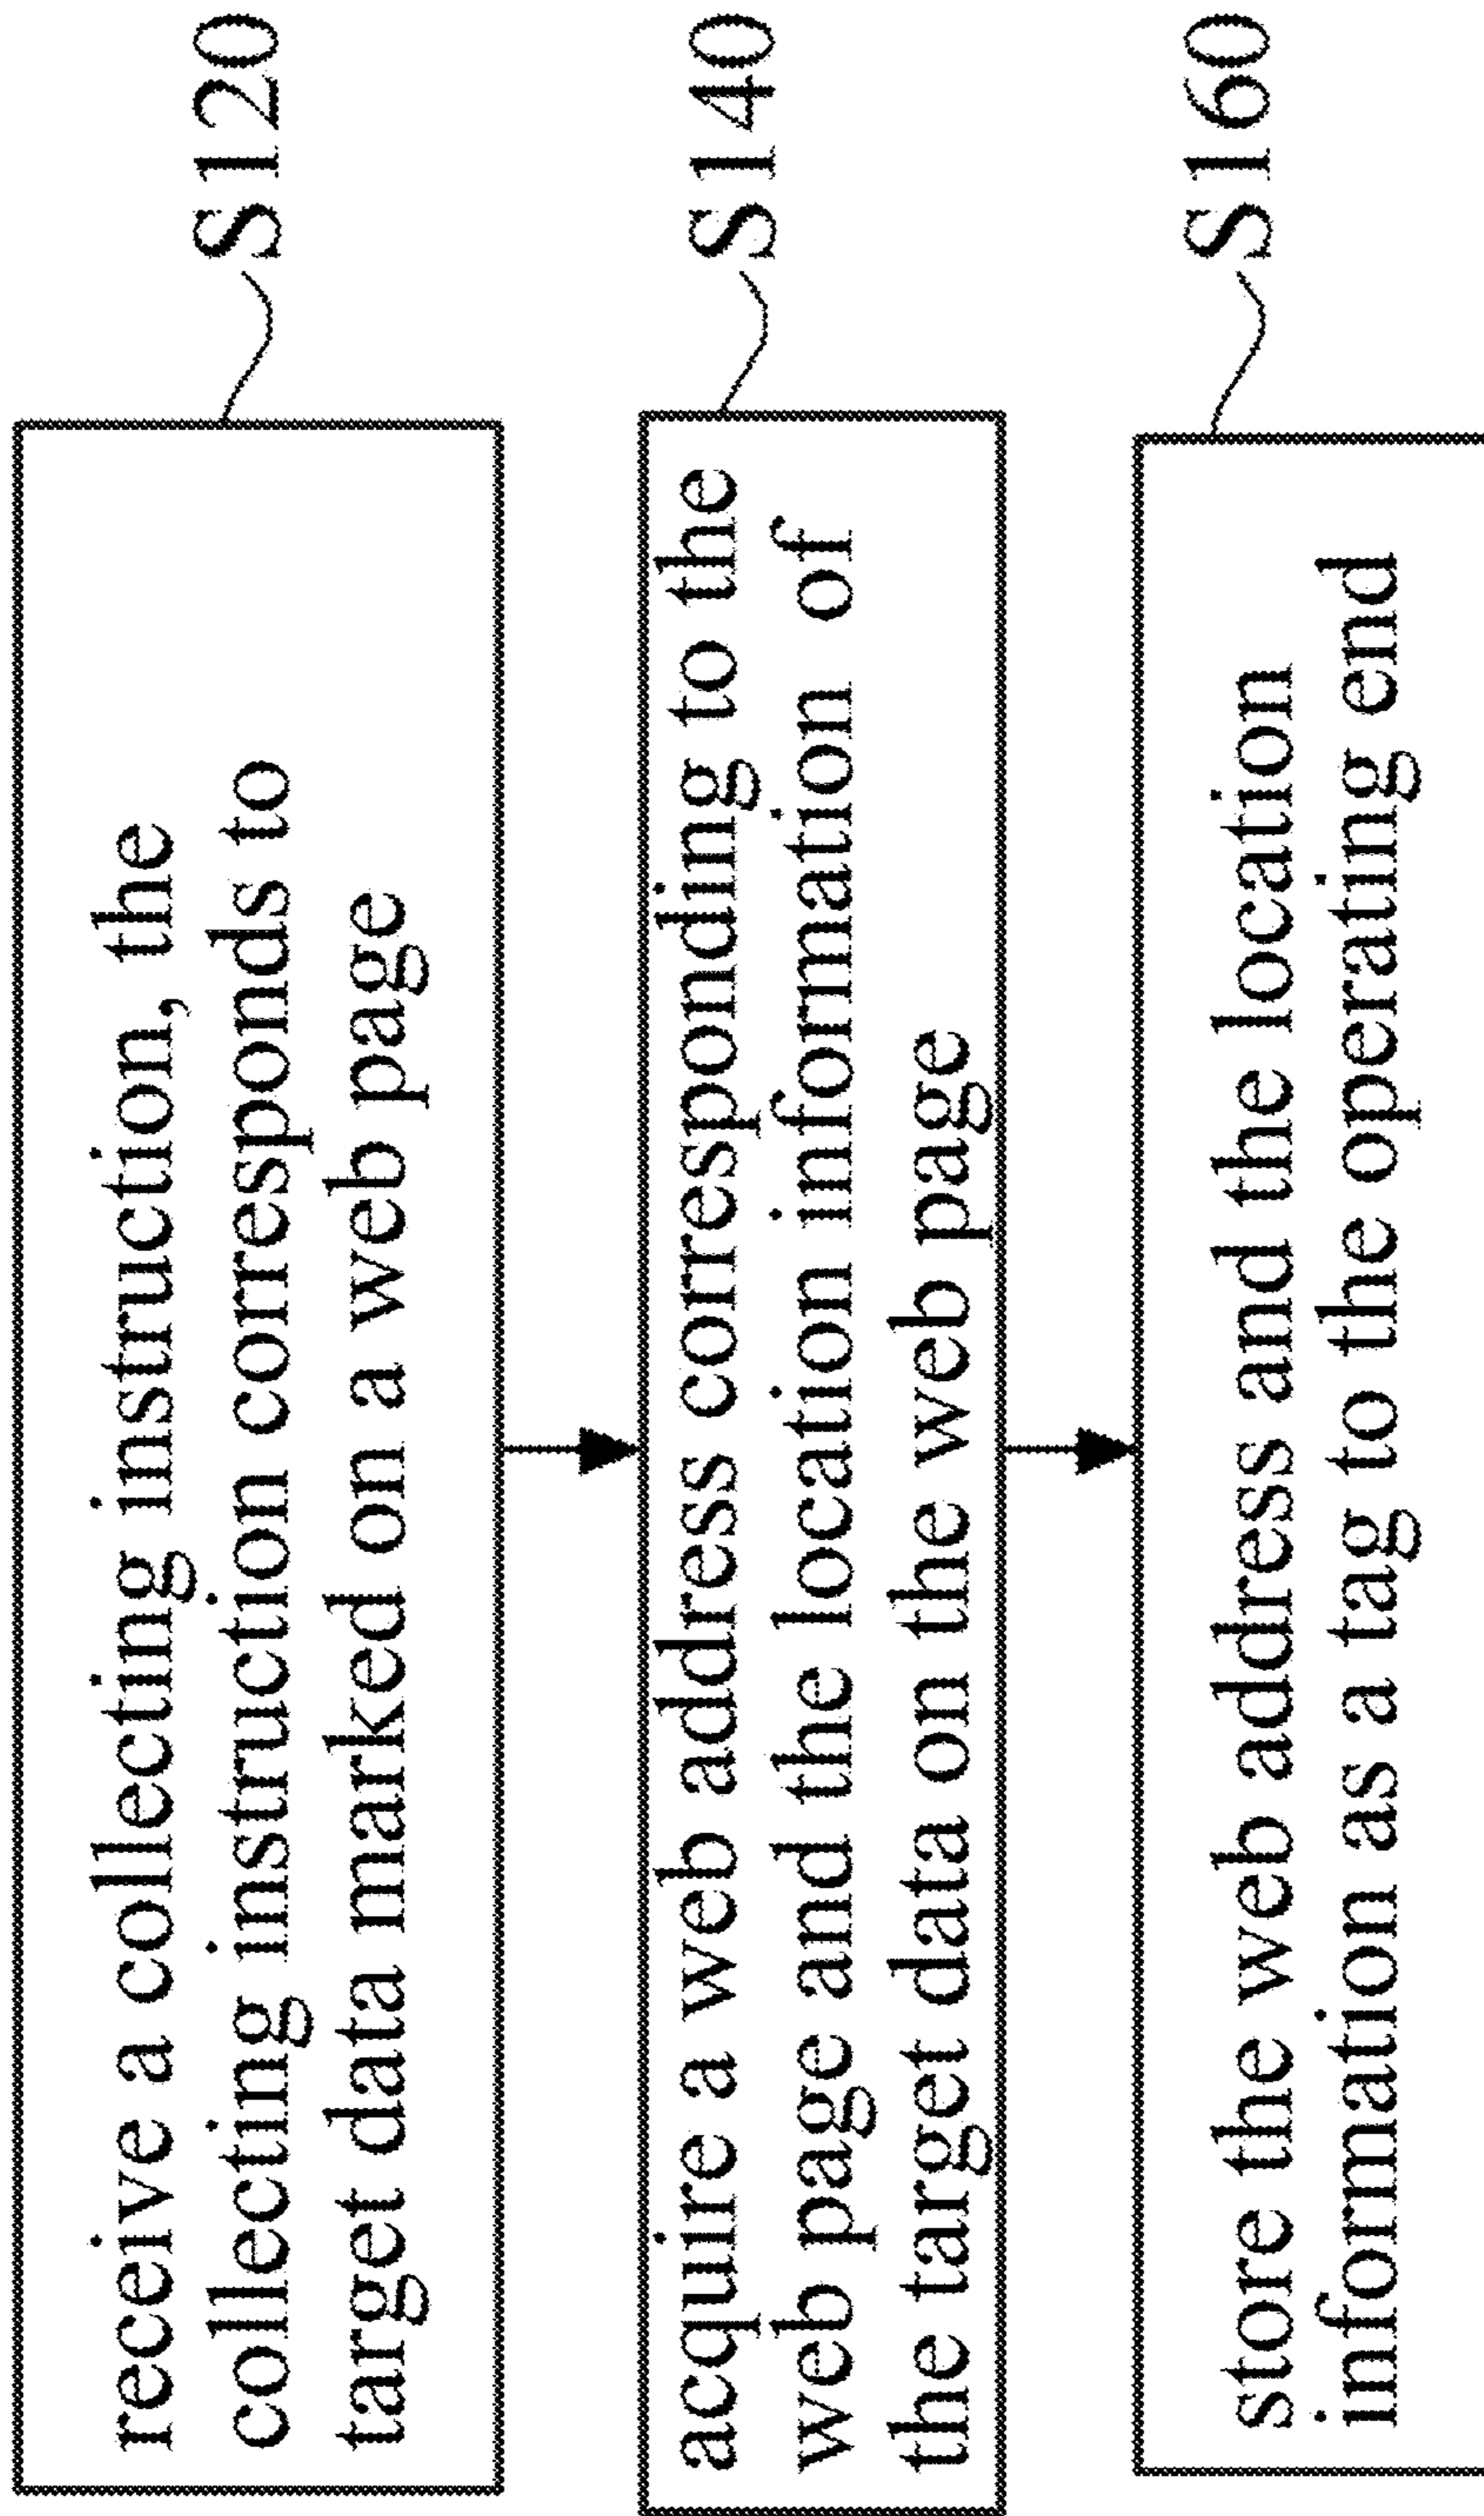 receive a collecting instruction, the
collecting instruction corresponds to
target data marked on a web page
S120
acquire a web address corresponding to the
web page and the location information of
the target data on the web page
S140
store the web address and the location
information as a tag to the operating end
S160